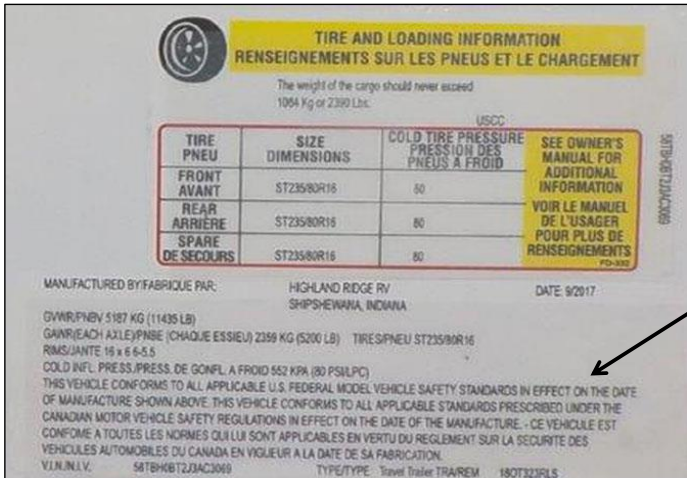 TIRE AND LOADING INFORMATION
RENSEIGNEMENTS SUR LES PNEUS ET LE CHARGEMENT
The weight of the cargo should never exceed
1084 Kg or 2390 Lbs.
USCC
TIRE PNEU SIZE DIMENSIONS COLD TIRE PRESSURE PRESSION DES PNEUS A FROID
FRONT AVANT ST235/80R16 80
REAR ARRIÈRE ST235/80R16 80
SPARE DE SECOURS ST235/80R16 80
SEE OWNER'S
MANUAL FOR
ADDITIONAL
INFORMATION
VOIR LE MANUEL
DE L'USAGER
POUR PLUS DE
RENSEIGNEMENTS
58TBH0BT2J3AC3069
MANUFACTURED BY/FABRIQUE PAR: HIGHLAND RIDGE RV DATE: 9/2017
SHIPSHEWANA, INDIANA
GVWR/PNBV 5187 KG (11435 LB)
GAWR(EACH AXLE)/PNBE (CHAQUE ESSIEU) 2359 KG (5200 LB) TIRES/PNEU ST235/80R16
RIMS/JANTE 16 x 6 6-5.5
COLD INFL. PRESS./PRESS. DE GONFL. A FROID 552 KPA (80 PSI/LPC)
THIS VEHICLE CONFORMS TO ALL APPLICABLE U.S. FEDERAL MODEL VEHICLE SAFETY STANDARDS IN EFFECT ON THE DATE
OF MANUFACTURE SHOWN ABOVE. THIS VEHICLE CONFORMS TO ALL APPLICABLE STANDARDS PRESCRIBED UNDER THE
CANADIAN MOTOR VEHICLE SAFETY REGULATIONS IN EFFECT ON THE DATE OF THE MANUFACTURE. - CE VEHICULE EST
CONFOME A TOUTES LES NORMES QUI LUI SONT APPLICABLES EN VERTU DU REGLEMENT SUR LA SECURITE DES
VEHICULES AUTOMOBILES DU CANADA EN VIGUEUR A LA DATE DE SA FABRICATION.
V.I.N./N.I.V. 58TBH0BT2J3AC3069 TYPE/TYPE Travel Trailer TRA/REM 18OT323RLS